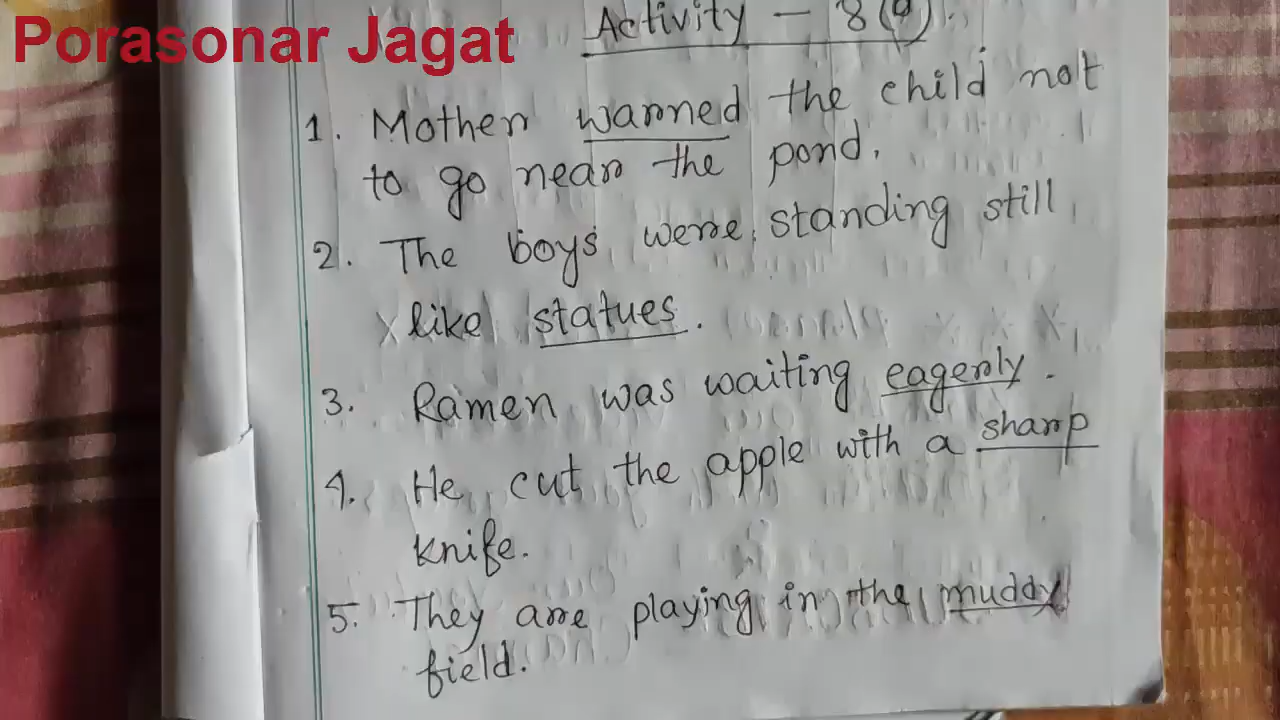 Porasonar Jagat
Activity - 8(a).
1. Mother warned the child not
to go near the pond.
2. The boys were standing still
like statues.
3. Ramen was waiting eagerly.
4. He cut the apple with a sharp
knife.
5. They are playing in the muddy
field.